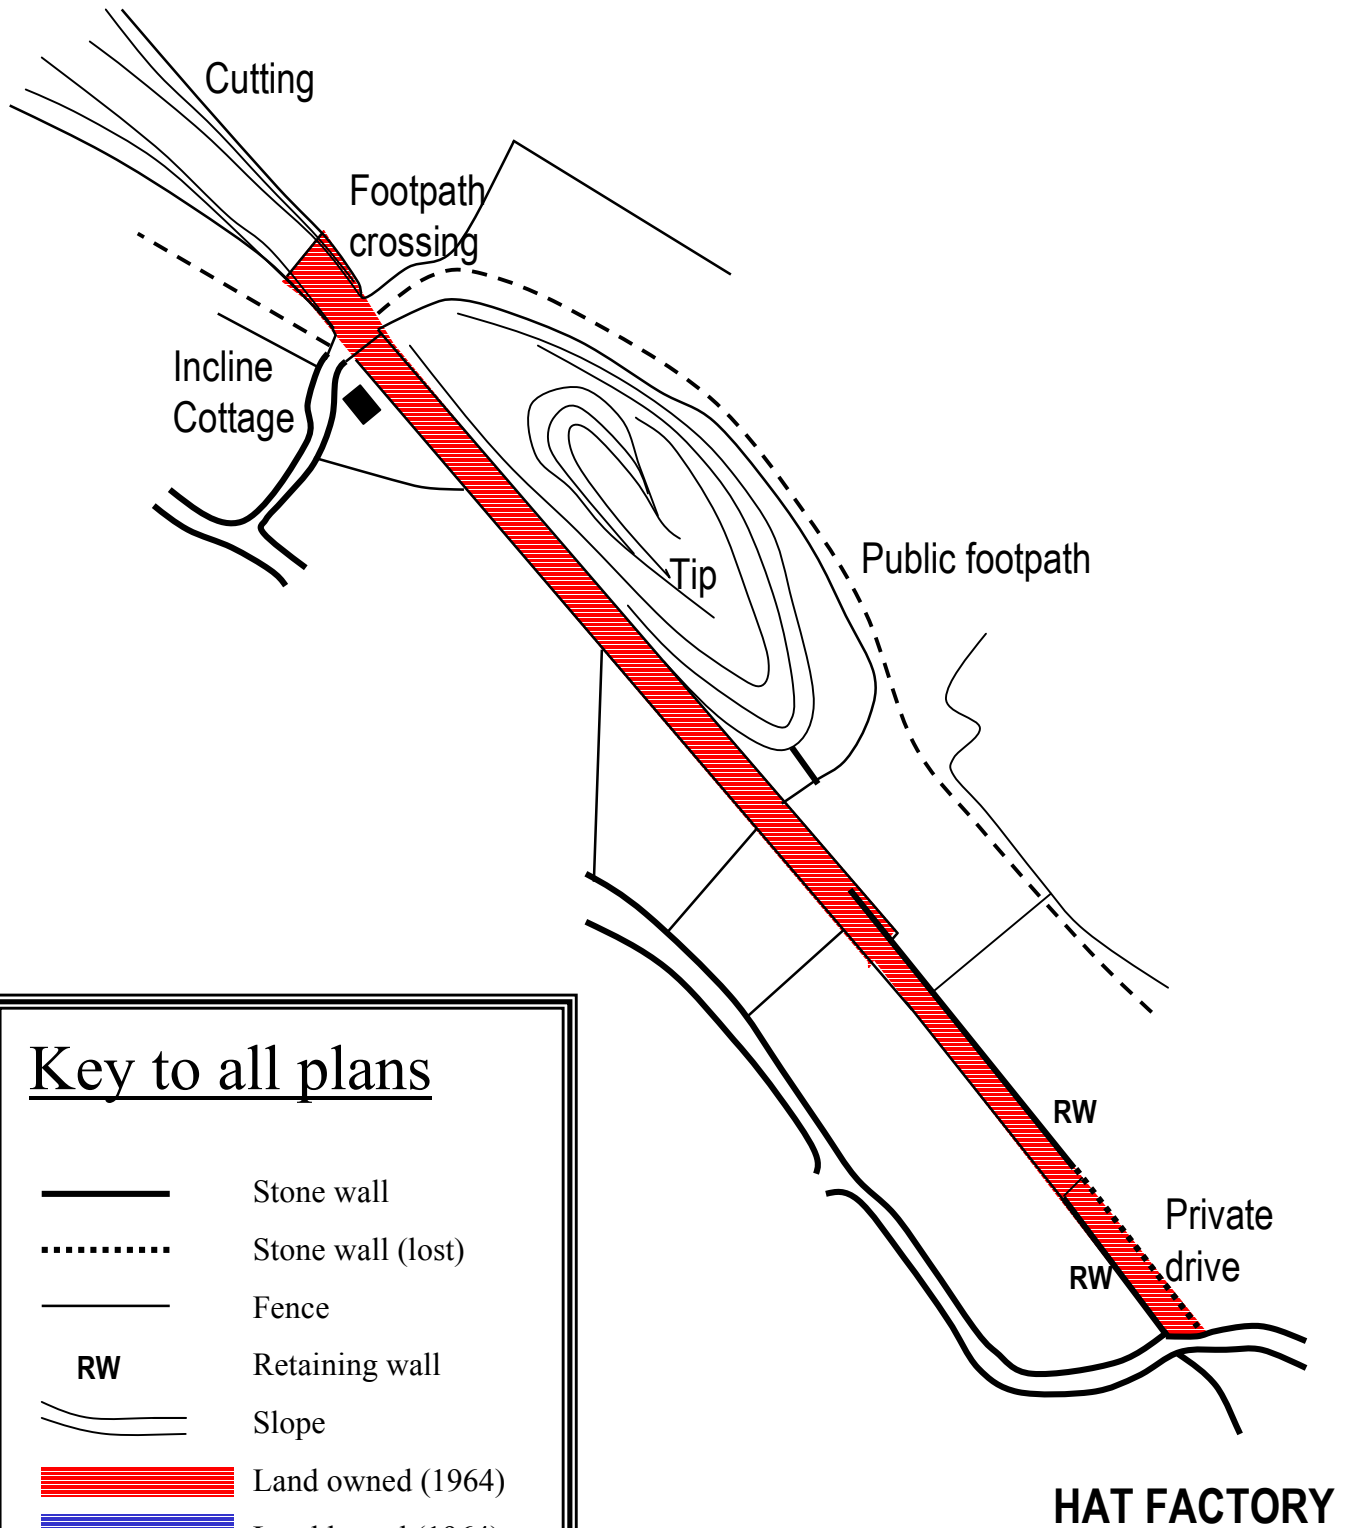 Cutting
Footpath
crossing
Incline
Cottage
Public footpath
Tip
Key to all plans
RW
Stone wall
Private
Stone wall (lost)
drive
RW
Fence
RW
Retaining wall
Slope
Land owned (1964)
HAT FACTORY